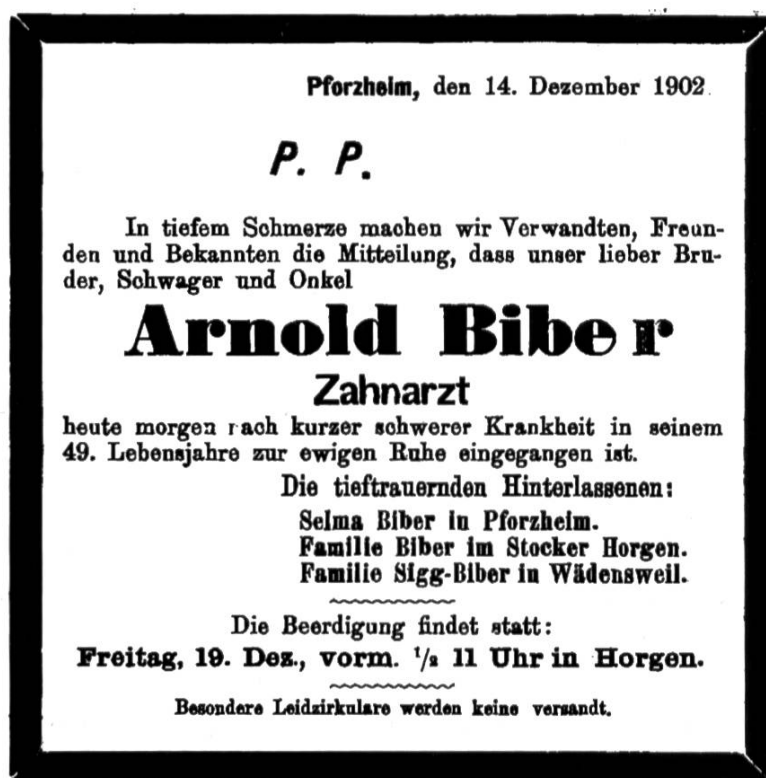 Pforzheim, den 14. Dezember 1902.
P. P.
In tiefem Schmerze machen wir Verwandten, Freun-
den und Bekannten die Mitteilung, dass unser lieber Bru-
der, Schwager und Onkel
Arnold Biber
Zahnarzt
heute morgen nach kurzer schwerer Krankheit in seinem
49. Lebensjahre zur ewigen Ruhe eingegangen ist.
Die tieftrauernden Hinterlassenen:
Selma Biber in Pforzheim.
Familie Biber im Stocker Horgen.
Familie Sigg-Biber in Wädensweil.
Die Beerdigung findet statt:
Freitag, 19. Dez., vorm. ½ 11 Uhr in Horgen.
Besondere Leidzirkulare werden keine versandt.